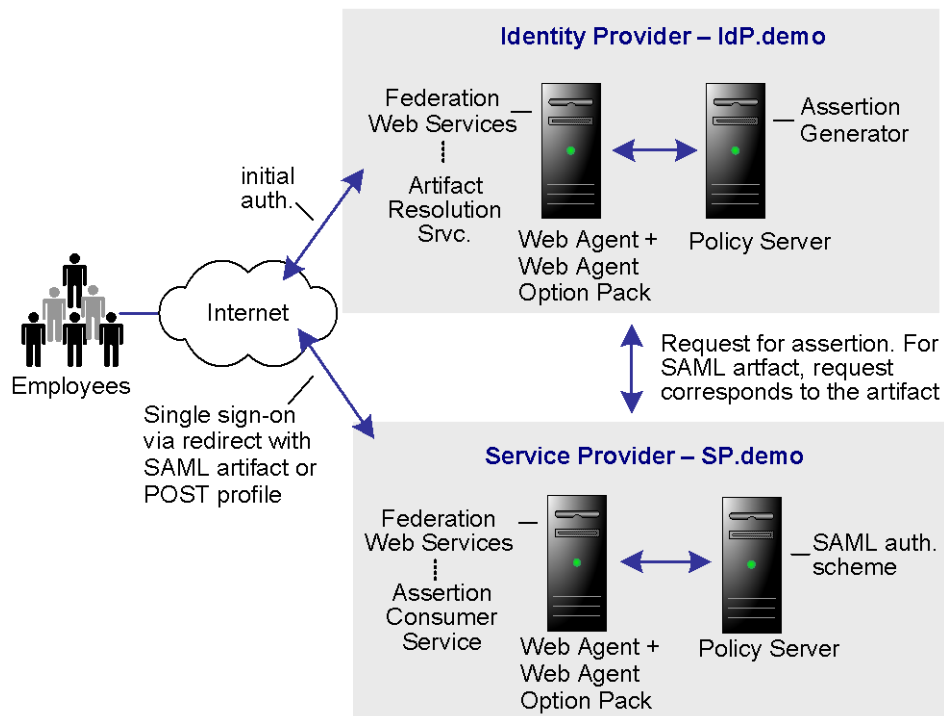 Identity Provider – IdP.demo
Federation
Web Services
Artifact
Resolution
Srvc.
Assertion
Generator
Web Agent +
Web Agent
Option Pack
Policy Server
initial
auth.
Internet
Employees
Single sign-on
via redirect with
SAML artifact or
POST profile
Request for assertion. For
SAML artfact, request
corresponds to the artifact
Service Provider – SP.demo
Federation
Web Services
Assertion
Consumer
Service
SAML auth.
scheme
Web Agent +
Web Agent
Option Pack
Policy Server